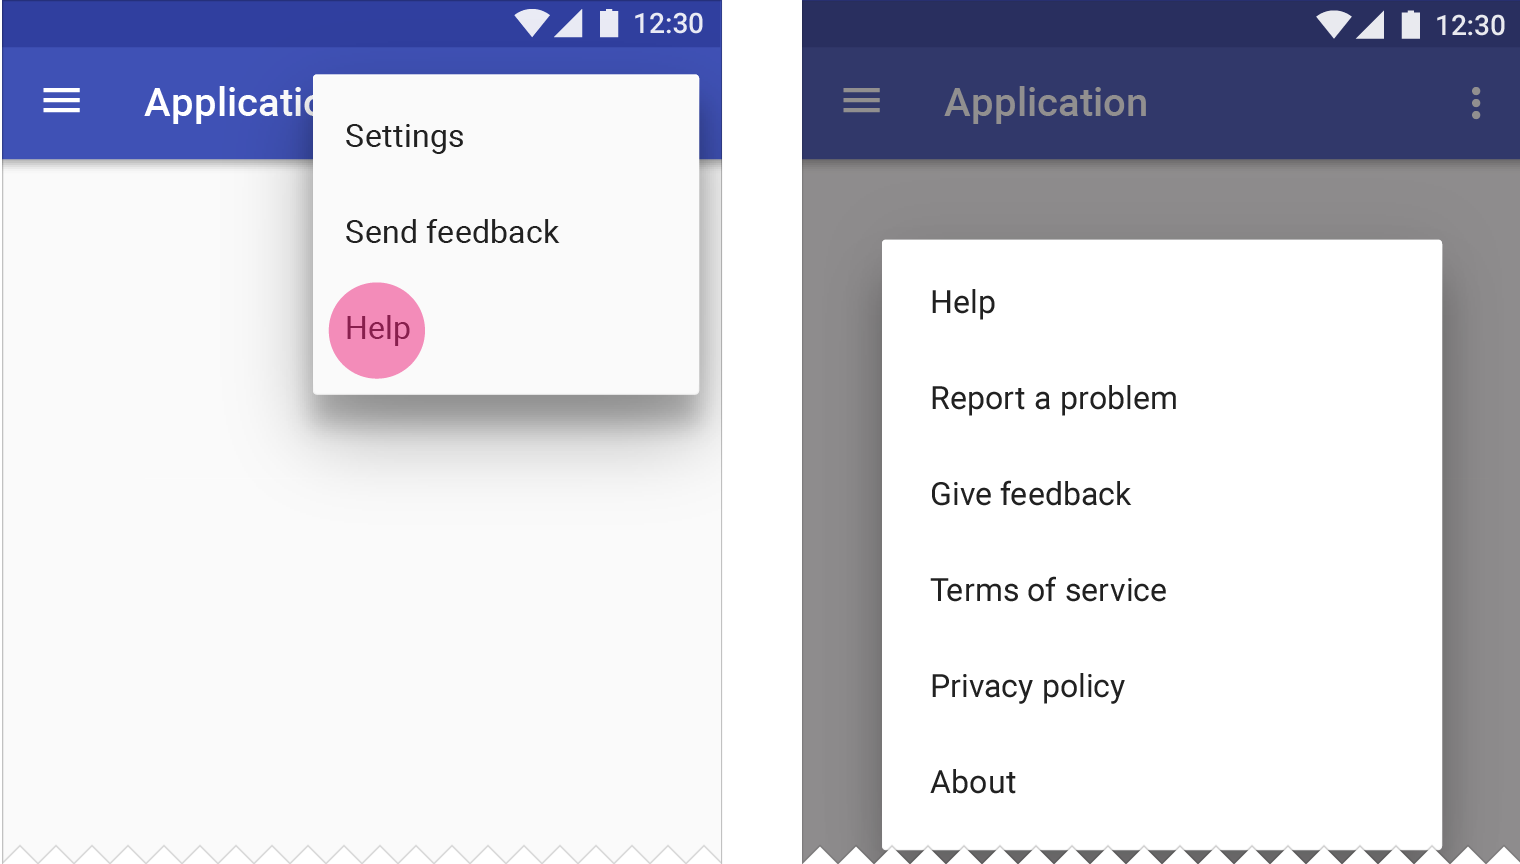 12:30
Applicatio
Settings
Send feedback
Help
12:30
Application
Help
Report a problem
Give feedback
Terms of service
Privacy policy
About